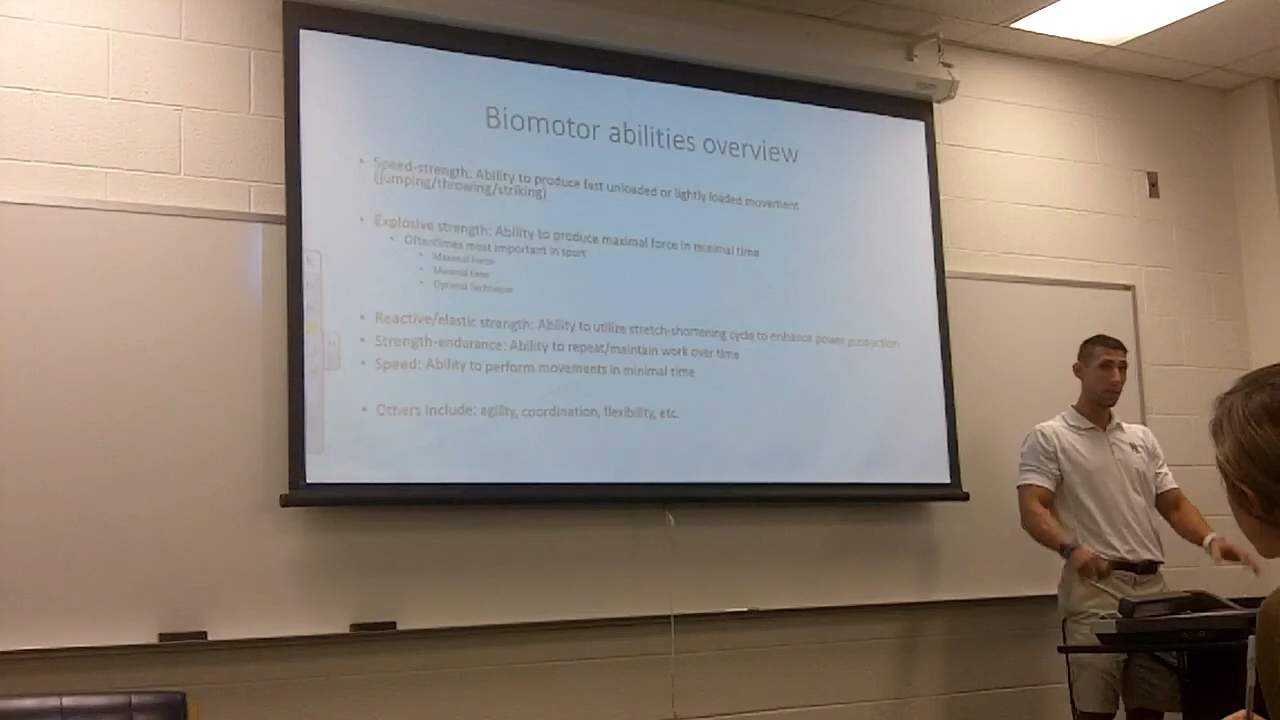 Biomotor abilities overview
• Speed-strength: Ability to produce fast unloaded or lightly loaded movement
(jumping/throwing/striking)
• Explosive strength: Ability to produce maximal force in minimal time
• Oftentimes most important in sport
• Maximal force
• Minimal time
• Optimal technique
• Reactive/elastic strength: Ability to utilize stretch-shortening cycle to enhance power production
• Strength-endurance: Ability to repeat/maintain work over time
• Speed: Ability to perform movements in minimal time
• Others include: agility, coordination, flexibility, etc.